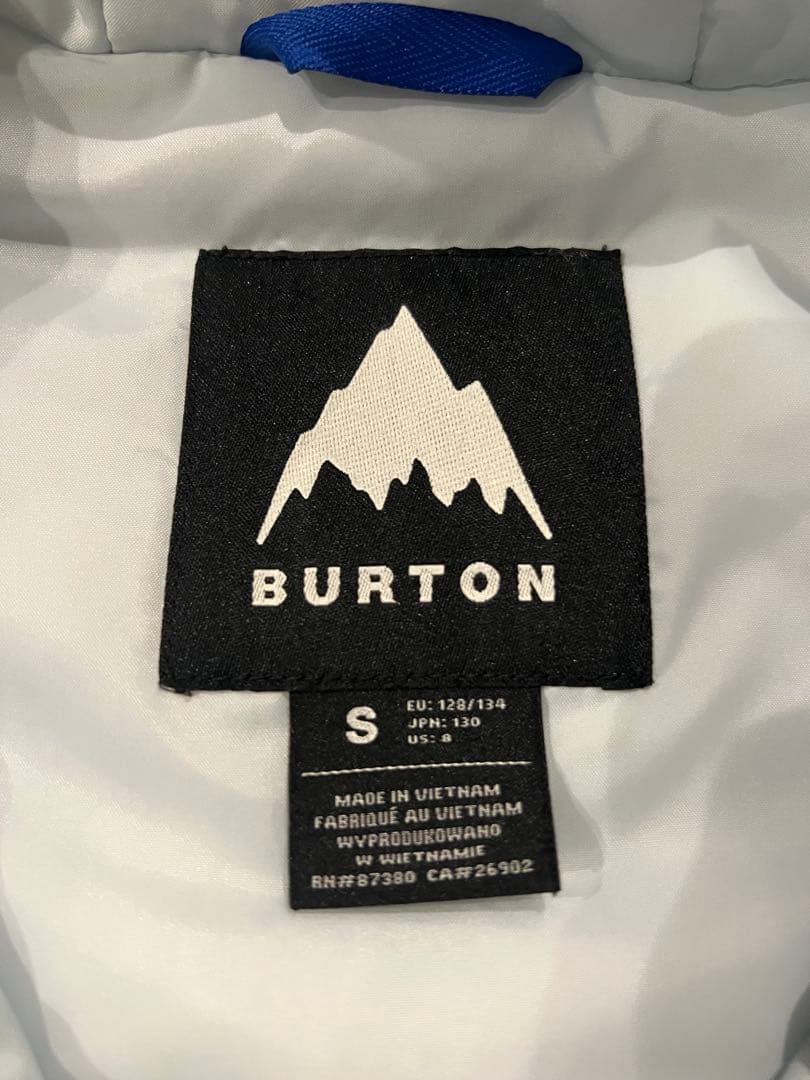 BURTON
S
EU: 128/134
JPN: 130
US: 8
MADE IN VIETNAM
FABRIQUÉ AU VIETNAM
WYPRODUKOWANO
W WIETNAMIE
RN#87380 CA#26902